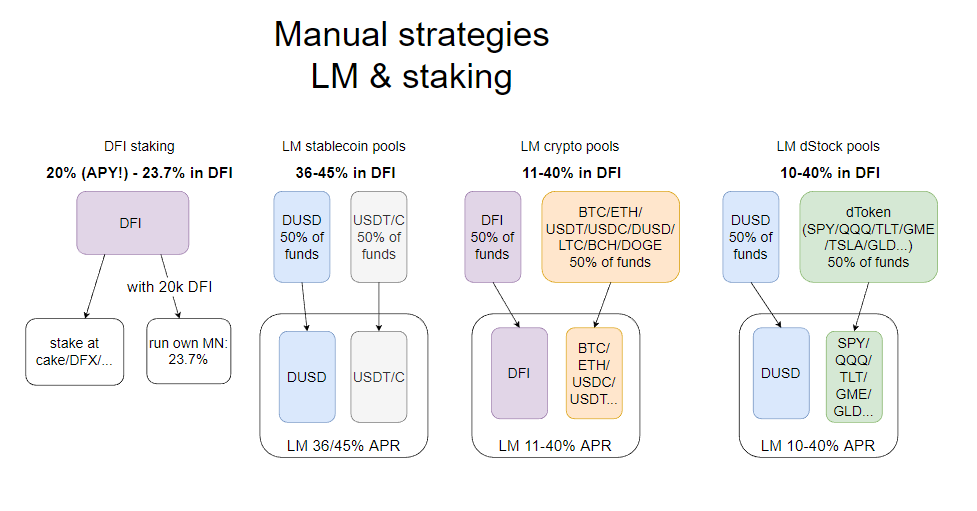 Manual strategies
LM & staking
DFI staking
20% (APY!) - 23.7% in DFI
DFI
with 20k DFI
stake at
cake/DFX/...
run own MN:
23.7%
LM stablecoin pools
36-45% in DFI
DUSD
50% of
funds
USDT/C
50% of
funds
DUSD
USDT/C
LM 36/45% APR
LM crypto pools
11-40% in DFI
DFI
50% of
funds
BTC/ETH/
USDT/USDC/DUSD/
LTC/BCH/DOGE
50% of funds
DFI
BTC/
ETH/
USDC/
USDT...
LM 11-40% APR
LM dStock pools
10-40% in DFI
DUSD
50% of
funds
dToken
(SPY/QQQ/TLT/GME
/TSLA/GLD...)
50% of funds
DUSD
SPY/
QQQ/
TLT/
GME/
GLD...
LM 10-40% APR